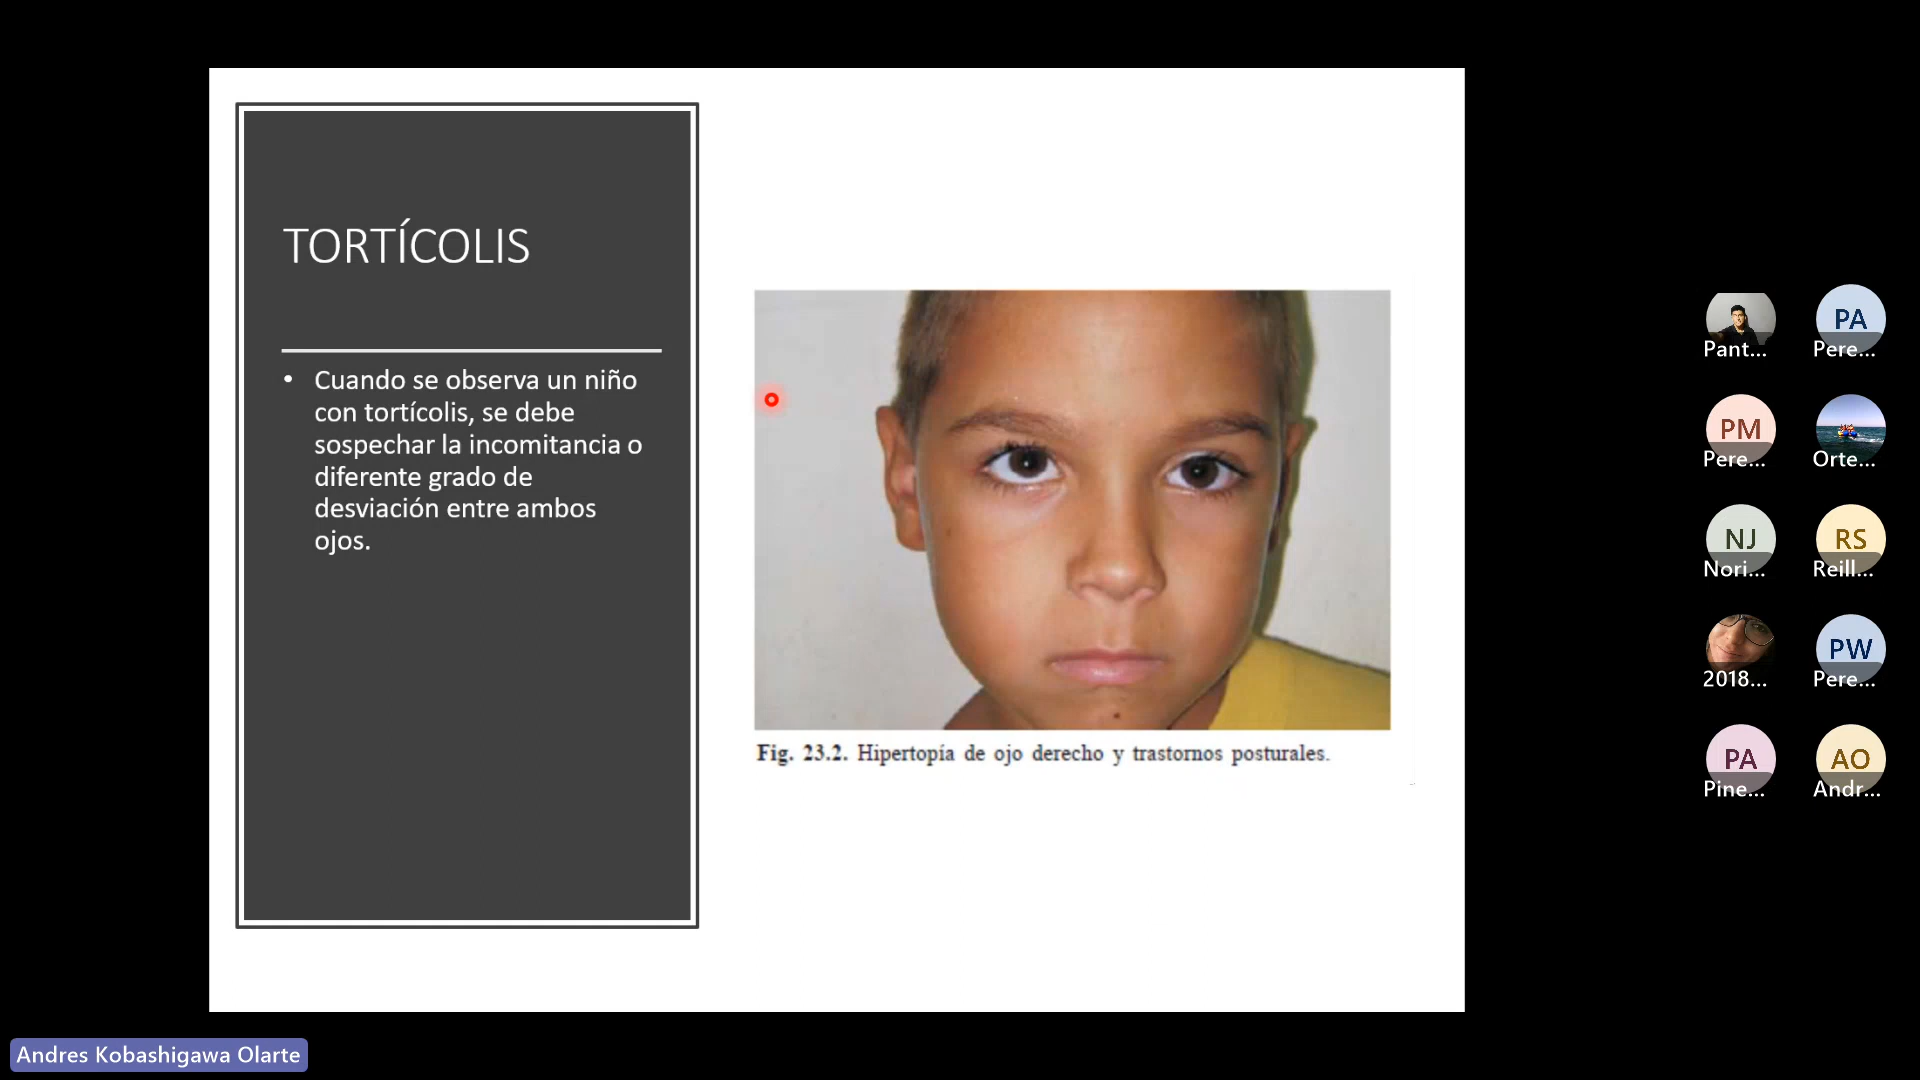 TORTÍCOLIS
• Cuando se observa un niño
con tortícolis, se debe
sospechar la incomitancia o
diferente grado de
desviación entre ambos
ojos.
Fig. 23.2. Hipertopía de ojo derecho y trastornos posturales.
Pant...
PA
Pere...
PM
Pere...
Orte...
NJ
Nori...
RS
Reill...
2018...
PW
Pere...
PA
Pine...
AO
Andr...
Andres Kobashigawa Olarte